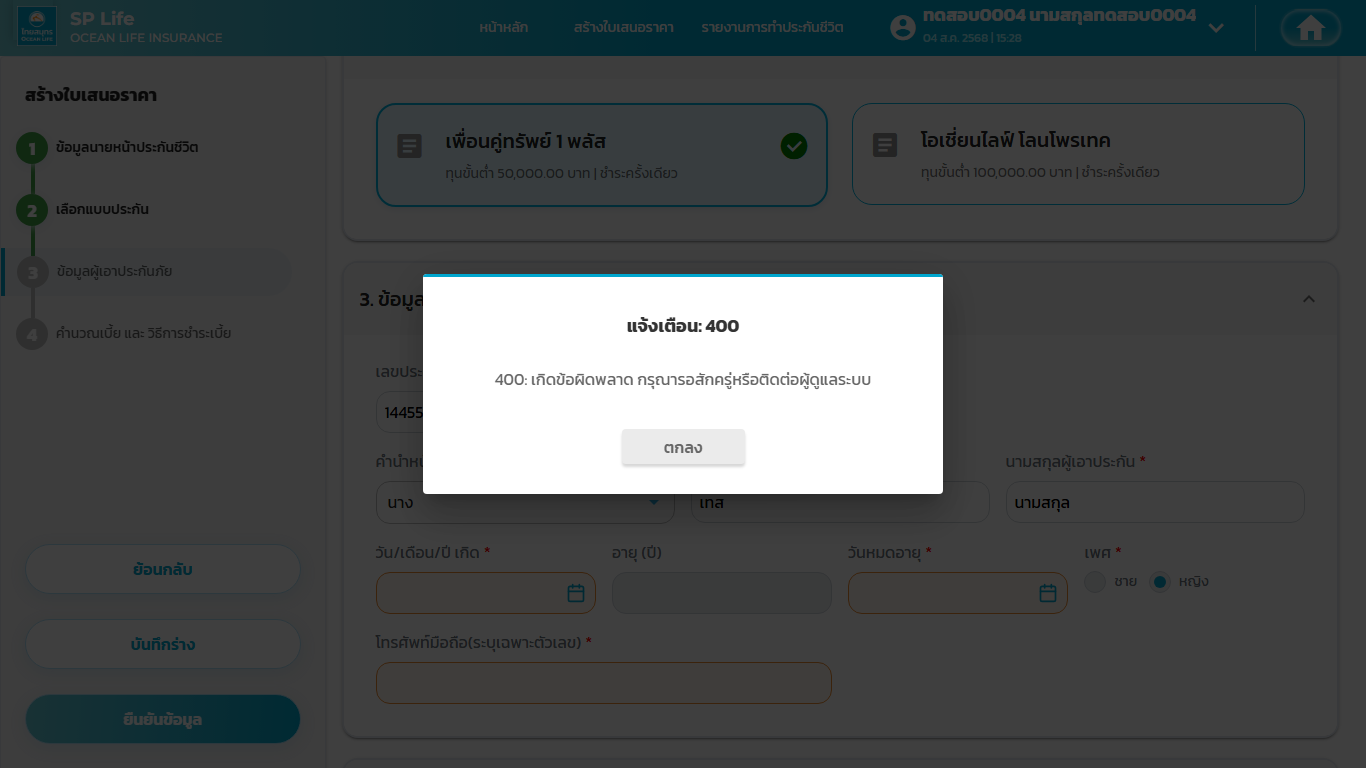 ไทยสมุทร
OCEAN LIFE
SP Life
OCEAN LIFE INSURANCE
หน้าหลัก
สร้างใบเสนอราคา
รายงานการทำประกันชีวิต
ทดสอบ0004 นามสกุลทดสอบ0004
04 ส.ค. 2568 | 15:28
สร้างใบเสนอราคา
1 ข้อมูลนายหน้าประกันชีวิต
2 เลือกแบบประกัน
3 ข้อมูลผู้เอาประกันภัย
4 คำนวณเบี้ย และ วิธีการชำระเบี้ย
ย้อนกลับ
บันทึกร่าง
ยืนยันข้อมูล
เพื่อนคู่ทรัพย์ 1 พลัส
ทุนขั้นต่ำ 50,000.00 บาท | ชำระครั้งเดียว
โอเชี่ยนไลฟ์ โลนโพรเทค
ทุนขั้นต่ำ 100,000.00 บาท | ชำระครั้งเดียว
3. ข้อมูล
แจ้งเตือน: 400
400: เกิดข้อผิดพลาด กรุณารอสักครู่หรือติดต่อผู้ดูแลระบบ
ตกลง
เลขประ
14455
คำนำหน
นาง
เทส
นามสกุลผู้เอาประกัน *
นามสกุล
วัน/เดือน/ปี เกิด *
อายุ (ปี)
วันหมดอายุ *
เพศ *
ชาย
หญิง
โทรศัพท์มือถือ(ระบุเฉพาะตัวเลข) *